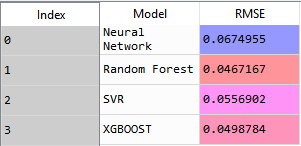 Index Model RMSE
0 Neural Network 0.0674955
1 Random Forest 0.0467167
2 SVR 0.0556902
3 XGBOOST 0.0498784